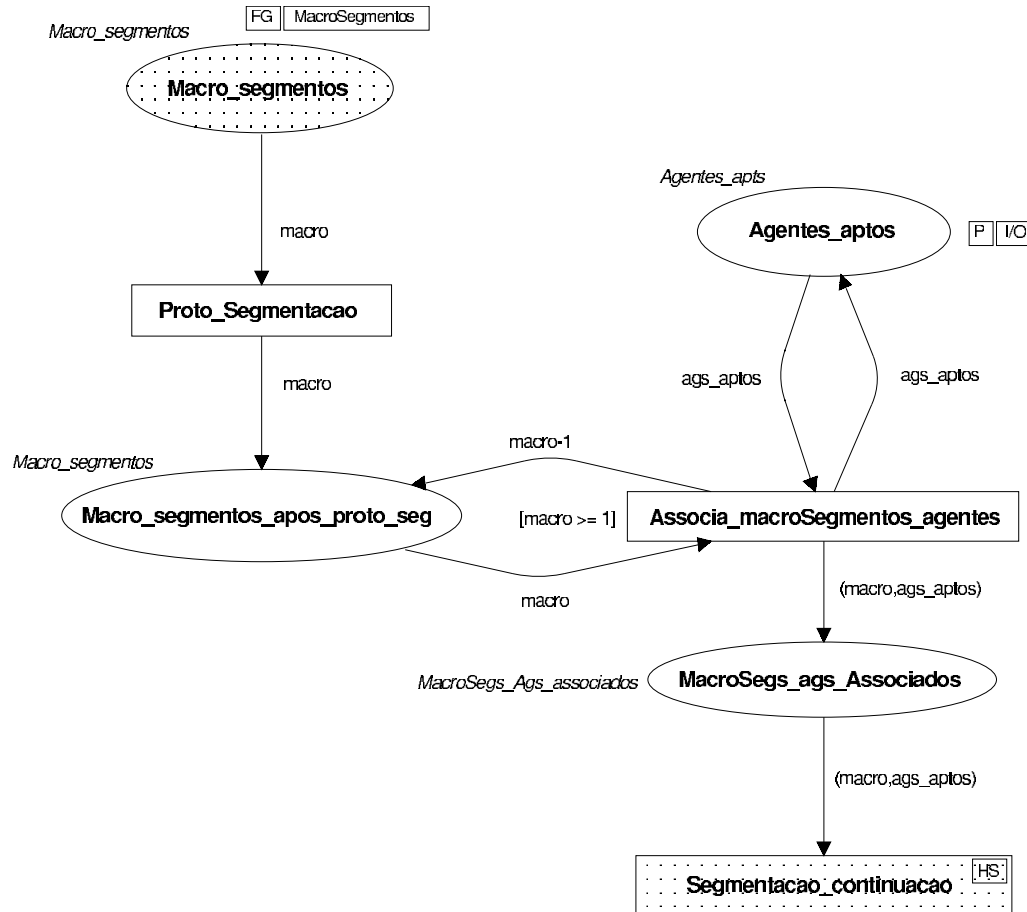 FG MacroSegmentos
Macro_segmentos
Macro_segmentos
macro
Agentes_apts
Agentes_aptos
P I/O
Proto_Segmentacao
macro
ags_aptos
ags_aptos
macro-1
Macro_segmentos
Macro_segmentos_apos_proto_seg
[macro >= 1]
Associa_macroSegmentos_agentes
macro
(macro,ags_aptos)
MacroSegs_Ags_associados
MacroSegs_ags_Associados
(macro,ags_aptos)
HS
Segmentacao_continuacao